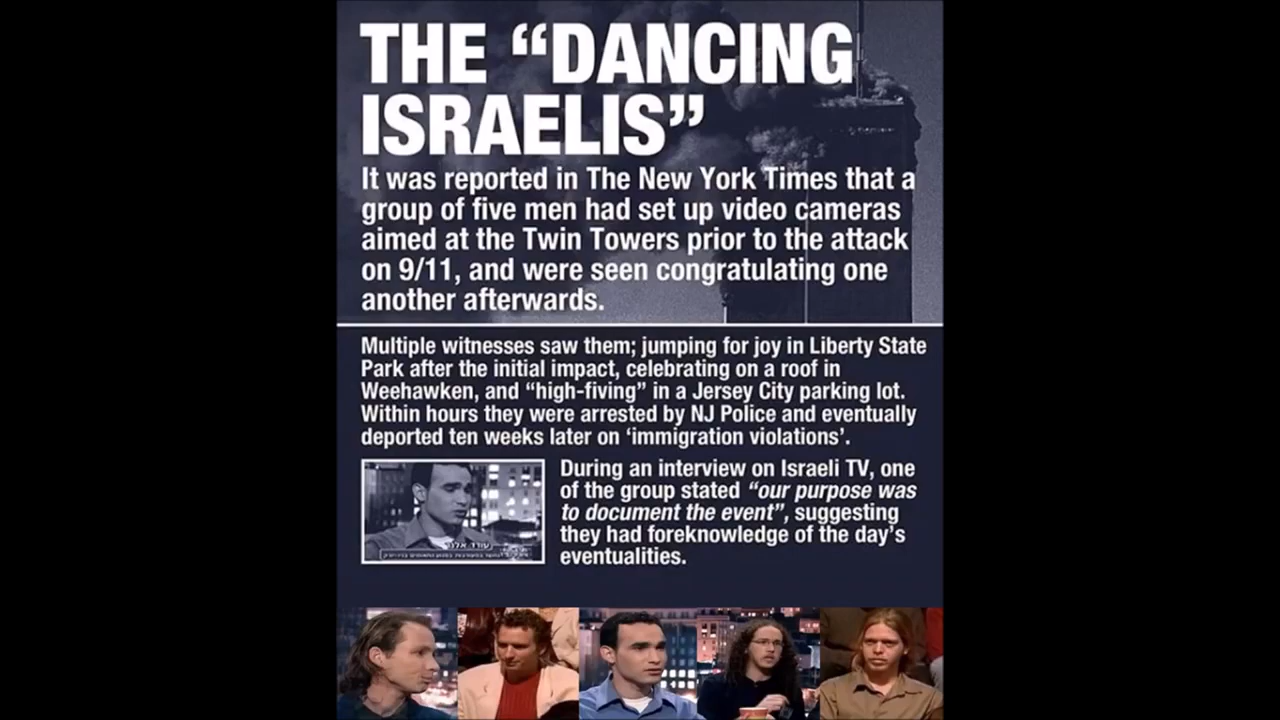 THE “DANCING
ISRAELIS”
It was reported in The New York Times that a
group of five men had set up video cameras
aimed at the Twin Towers prior to the attack
on 9/11, and were seen congratulating one
another afterwards.
Multiple witnesses saw them; jumping for joy in Liberty State
Park after the initial impact, celebrating on a roof in
Weehawken, and “high-fiving” in a Jersey City parking lot.
Within hours they were arrested by NJ Police and eventually
deported ten weeks later on ‘immigration violations’.
During an interview on Israeli TV, one
of the group stated “our purpose was
to document the event”, suggesting
they had foreknowledge of the day’s
eventualities.